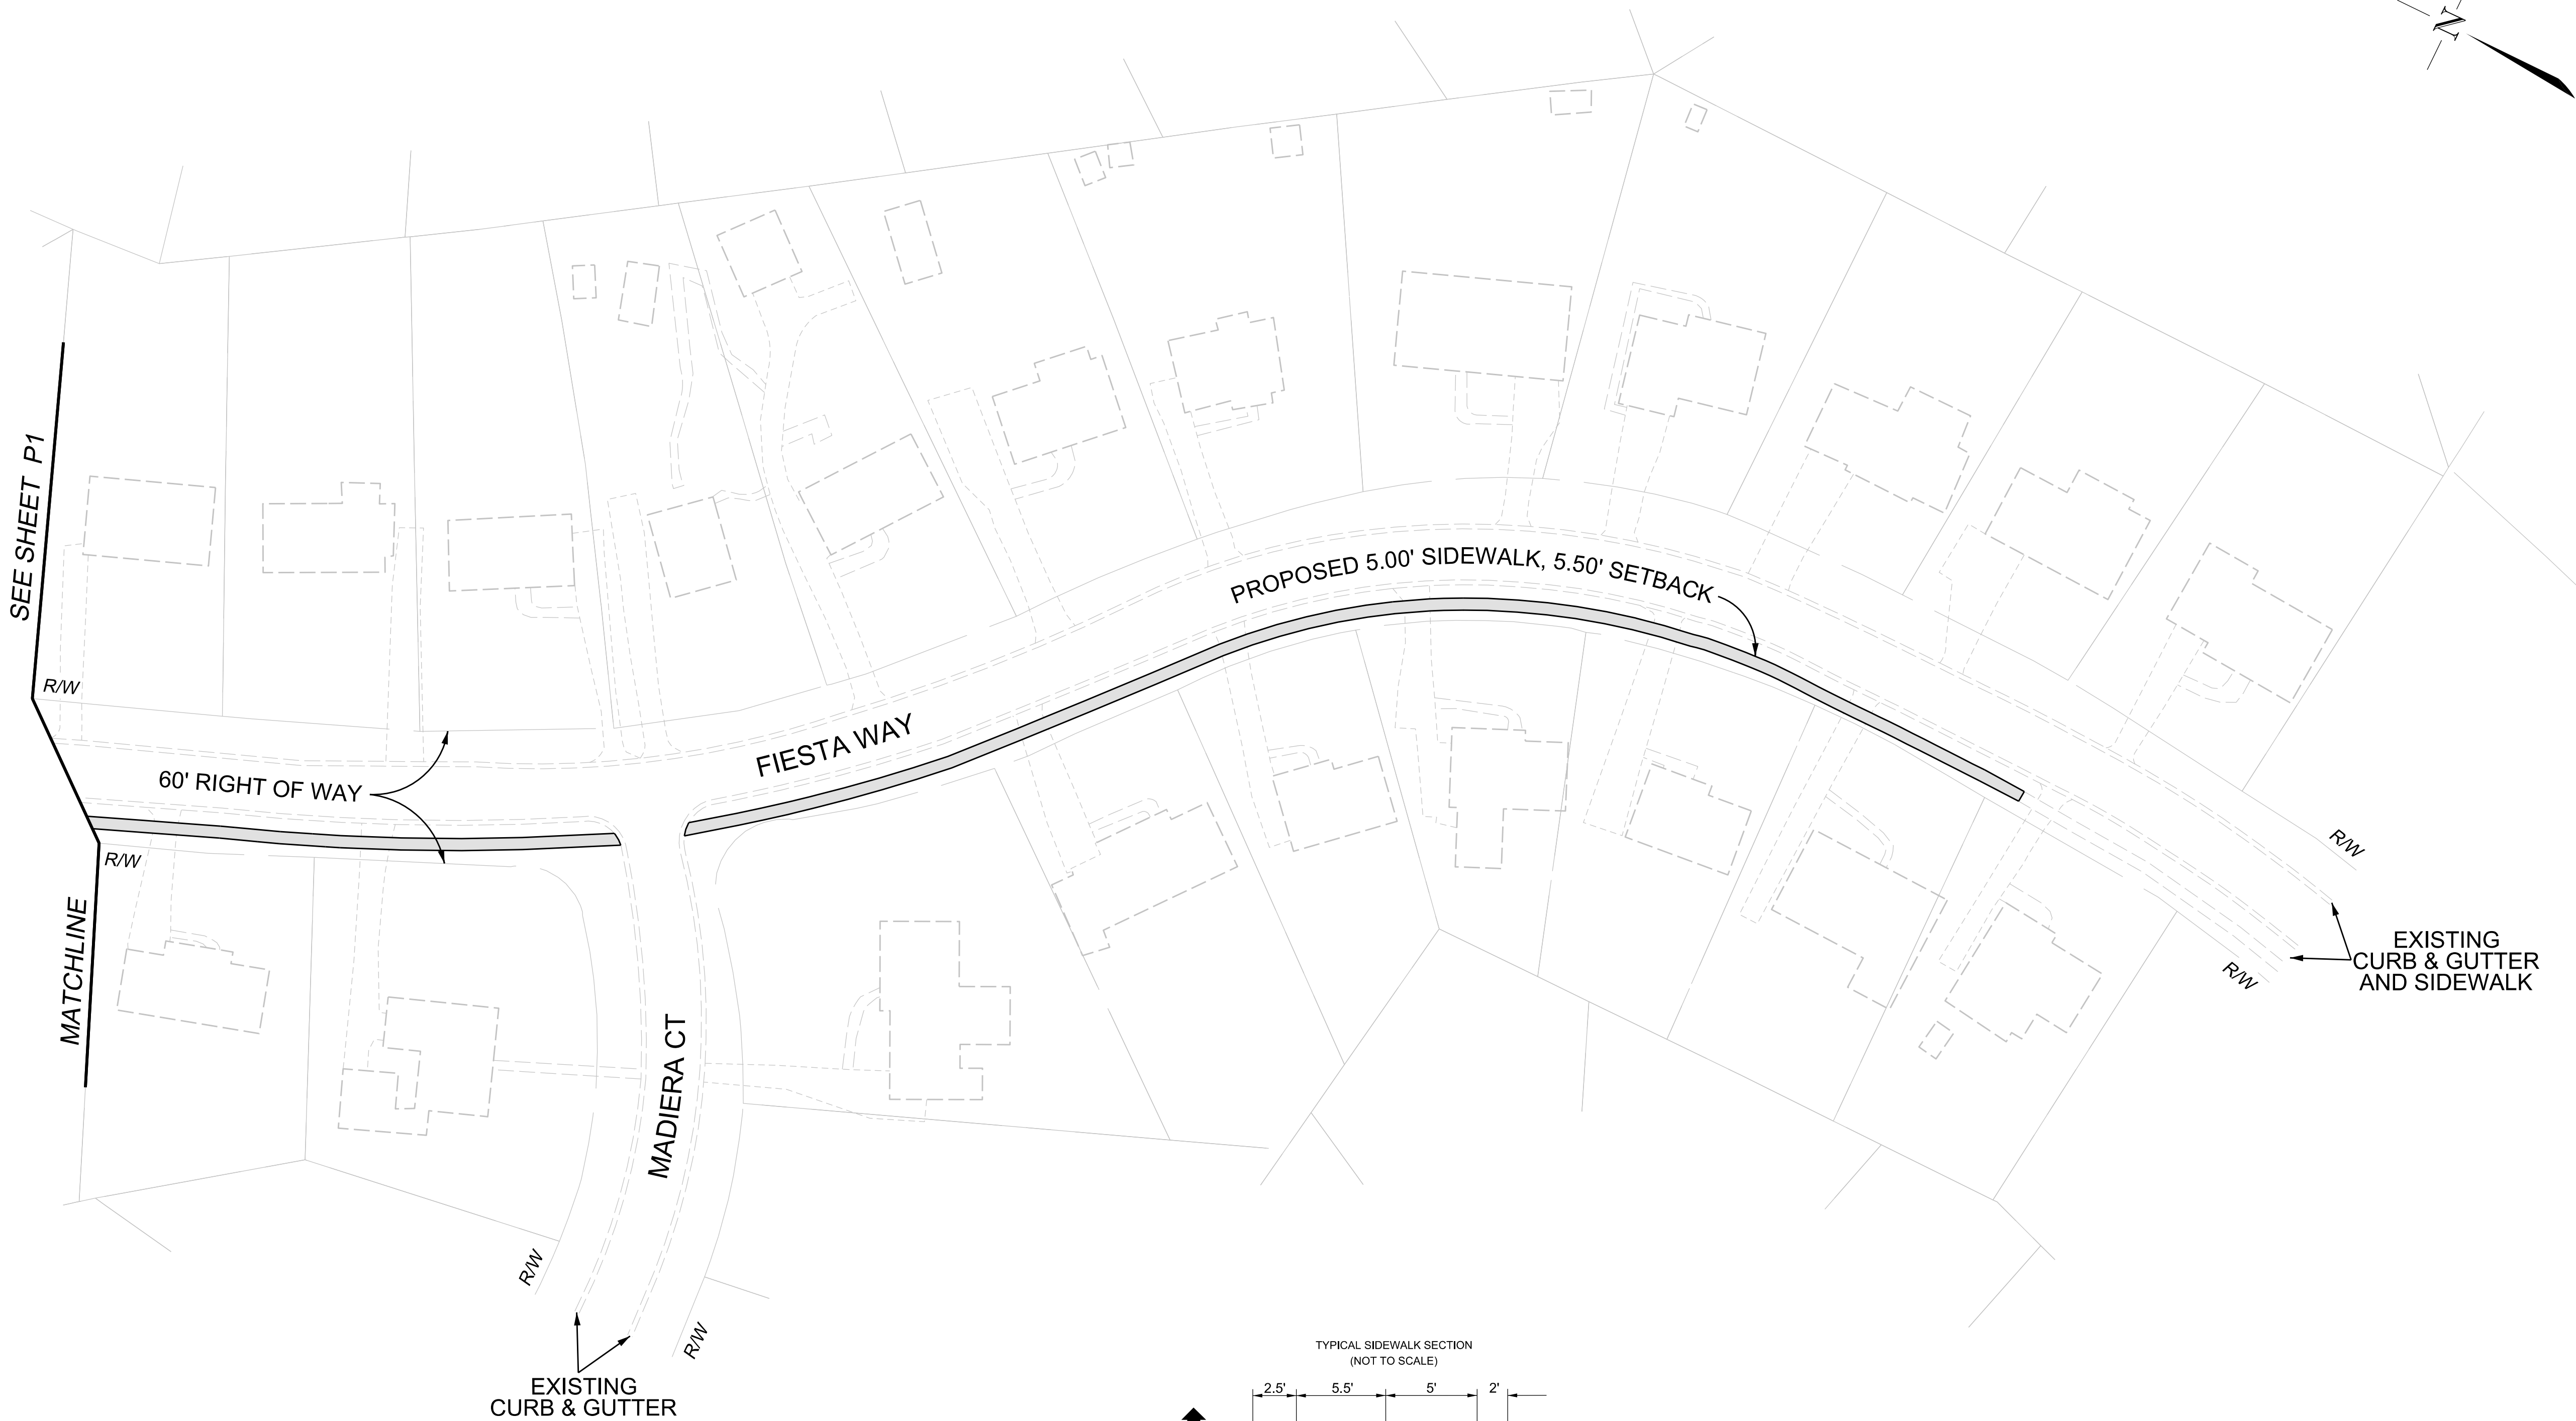 N
PROPOSED 5.00' SIDEWALK, 5.50' SETBACK
SEE SHEET P1
R/W
FIESTA WAY
60' RIGHT OF WAY
R/W
R/W
MATCHLINE
EXISTING
CURB & GUTTER
AND SIDEWALK
R/W
MADIERA CT
R/W
R/W
EXISTING
CURB & GUTTER
TYPICAL SIDEWALK SECTION
(NOT TO SCALE)
2.5' 5.5' 5' 2'